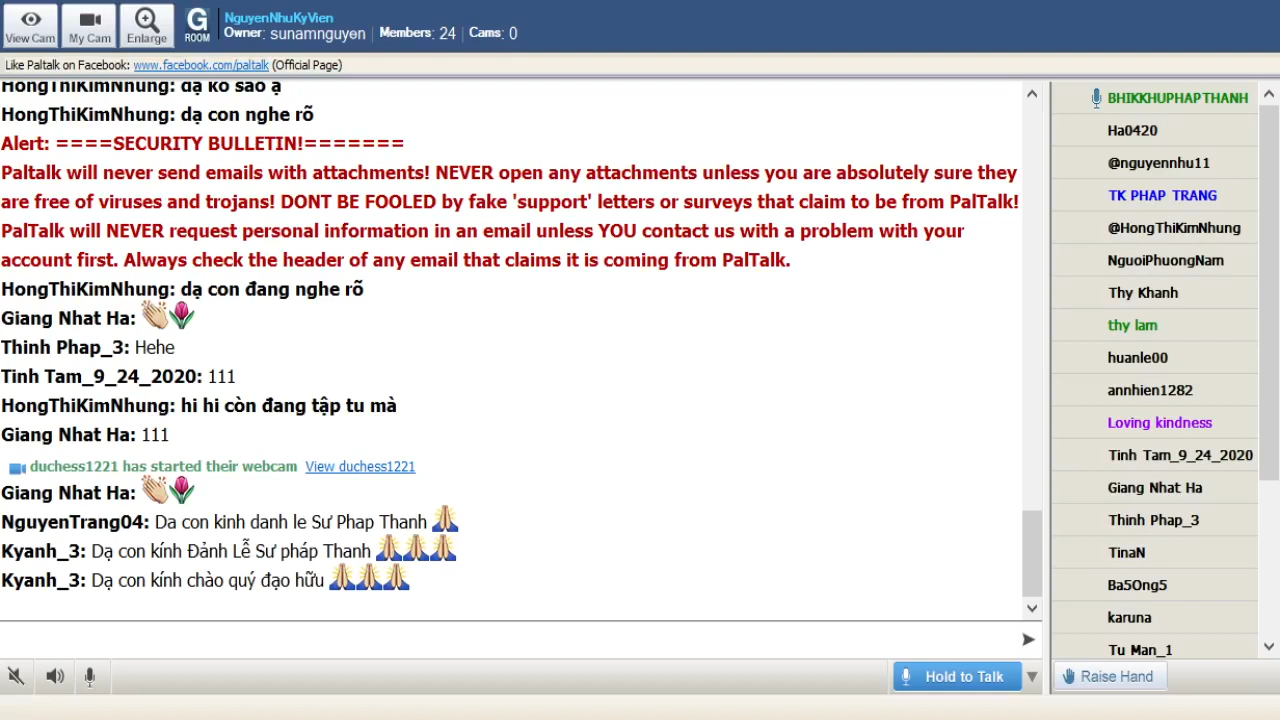 View Cam
My Cam
Enlarge
G
ROOM
NguyenNhuKyVien
Owner: sunamnguyen | Members: 24 | Cams: 0
Like Paltalk on Facebook: www.facebook.com/paltalk (Official Page)
HongThiKimNhung: dạ ko sao ạ
HongThiKimNhung: dạ con nghe rõ
Alert: ====SECURITY BULLETIN!=======
Paltalk will never send emails with attachments! NEVER open any attachments unless you are absolutely sure they
are free of viruses and trojans! DONT BE FOOLED by fake 'support' letters or surveys that claim to be from PalTalk!
PalTalk will NEVER request personal information in an email unless YOU contact us with a problem with your
account first. Always check the header of any email that claims it is coming from PalTalk.
HongThiKimNhung: dạ con đang nghe rõ
Giang Nhat Ha:
Thinh Phap_3: Hehe
Tinh Tam_9_24_2020: 111
HongThiKimNhung: hi hi còn đang tập tu mà
Giang Nhat Ha: 111
duchess1221 has started their webcam View duchess1221
Giang Nhat Ha:
NguyenTrang04: Da con kinh danh le Sư Phap Thanh
Kyanh_3: Dạ con kính Đảnh Lễ Sư pháp Thanh
Kyanh_3: Dạ con kính chào quý đạo hữu
Hold to Talk
BHIKKHUPHAPTHANH
Ha0420
@nguyennhu11
TK PHAP TRANG
@HongThiKimNhung
NguoiPhuongNam
Thy Khanh
thy lam
huanle00
annhien1282
Loving kindness
Tinh Tam_9_24_2020
Giang Nhat Ha
Thinh Phap_3
TinaN
Ba5Ong5
karuna
Tu Man_1
Raise Hand